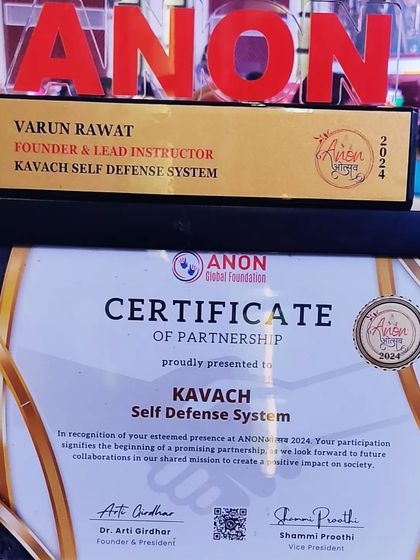 ANON
VARUN RAWAT
FOUNDER & LEAD INSTRUCTOR
KAVACH SELF DEFENSE SYSTEM
Anon
ओत्सव
2024
ANON
Global Foundation
CERTIFICATE
OF PARTNERSHIP
proudly presented to
Anon
ओत्सव
2024
KAVACH
Self Defense System
In recognition of your esteemed presence at ANONओत्सव 2024. Your participation
signifies the beginning of a promising partnership, as we look forward to future
collaborations in our shared mission to create a positive impact on society.
Arti Girdhar
Shammi Proothi
Dr. Arti Girdhar
Shammi Proothi
Founder & President
Vice President